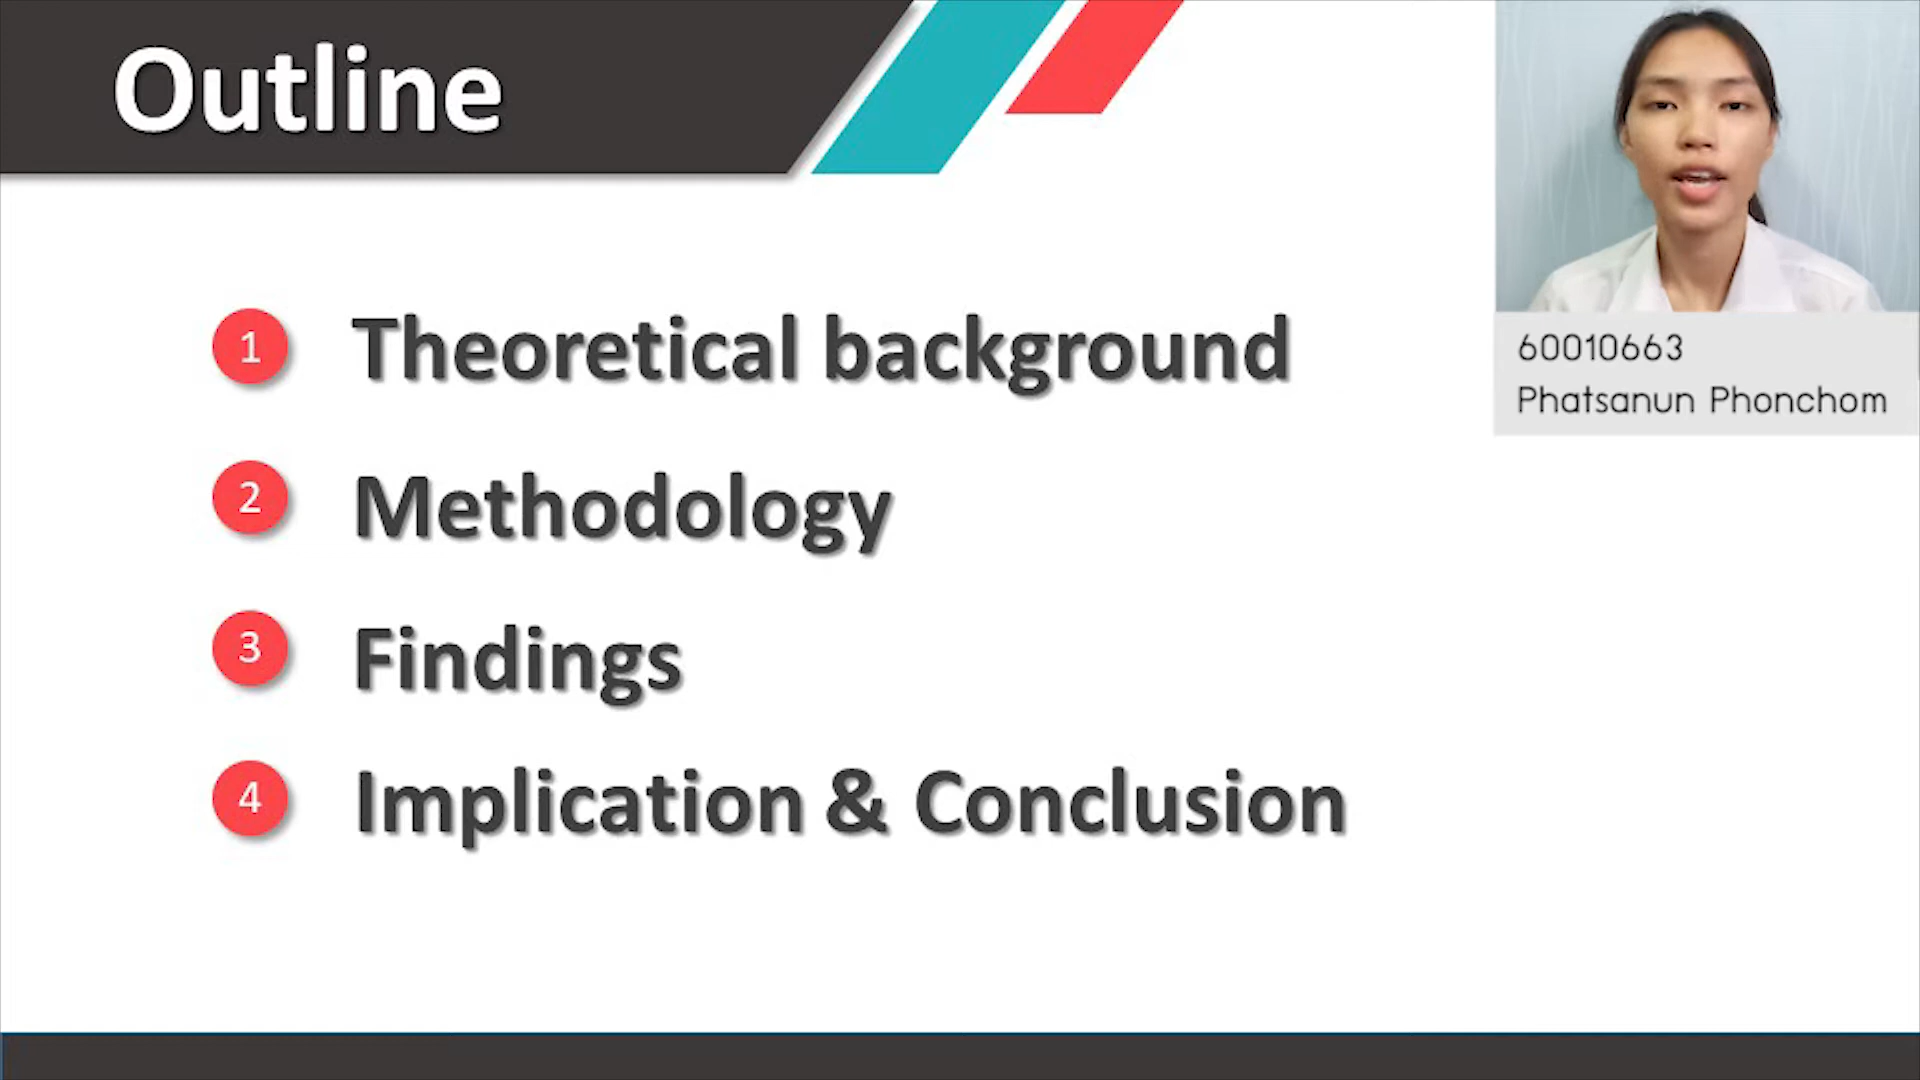 Outline
1 Theoretical background
2 Methodology
3 Findings
4 Implication & Conclusion
60010663
Phatsanun Phonchom